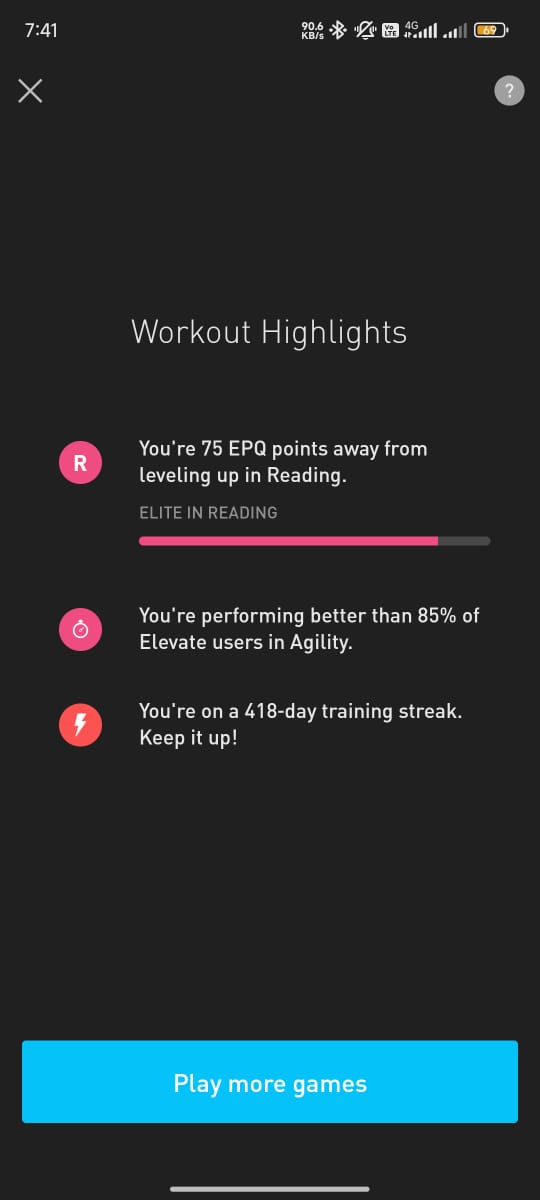 7:41
90.6
KB/s
Vo
LTE
4G
69
?
Workout Highlights
R
You're 75 EPQ points away from
leveling up in Reading.
ELITE IN READING
You're performing better than 85% of
Elevate users in Agility.
You're on a 418-day training streak.
Keep it up!
Play more games